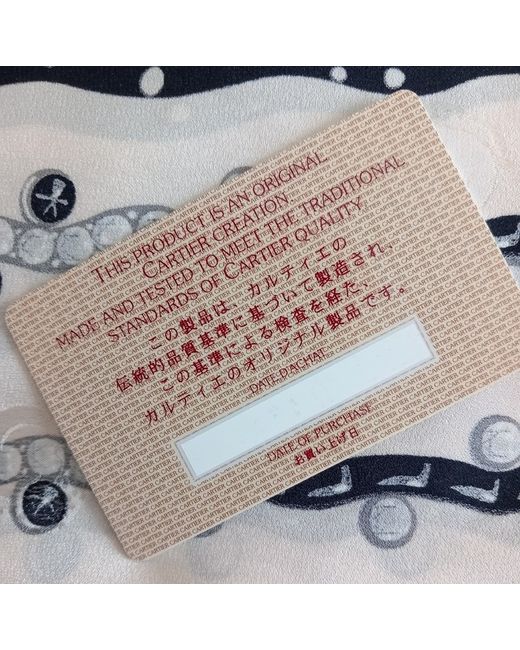 THIS PRODUCT IS AN ORIGINAL
CARTIER CREATION
MADE AND TESTED TO MEET THE TRADITIONAL
STANDARDS OF CARTIER QUALITY.
この製品は、カルティエの
伝統的品質基準に基づいて製造され、
この基準による検査を経た、
カルティエのオリジナル製品です。
DATE D'ACHAT
DATE OF PURCHASE
お買い上げ日